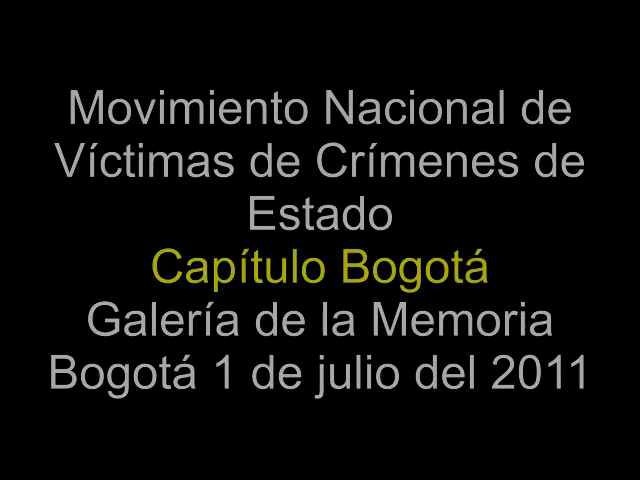 Movimiento Nacional de
Víctimas de Crímenes de
Estado
Capítulo Bogotá
Galería de la Memoria
Bogotá 1 de julio del 2011